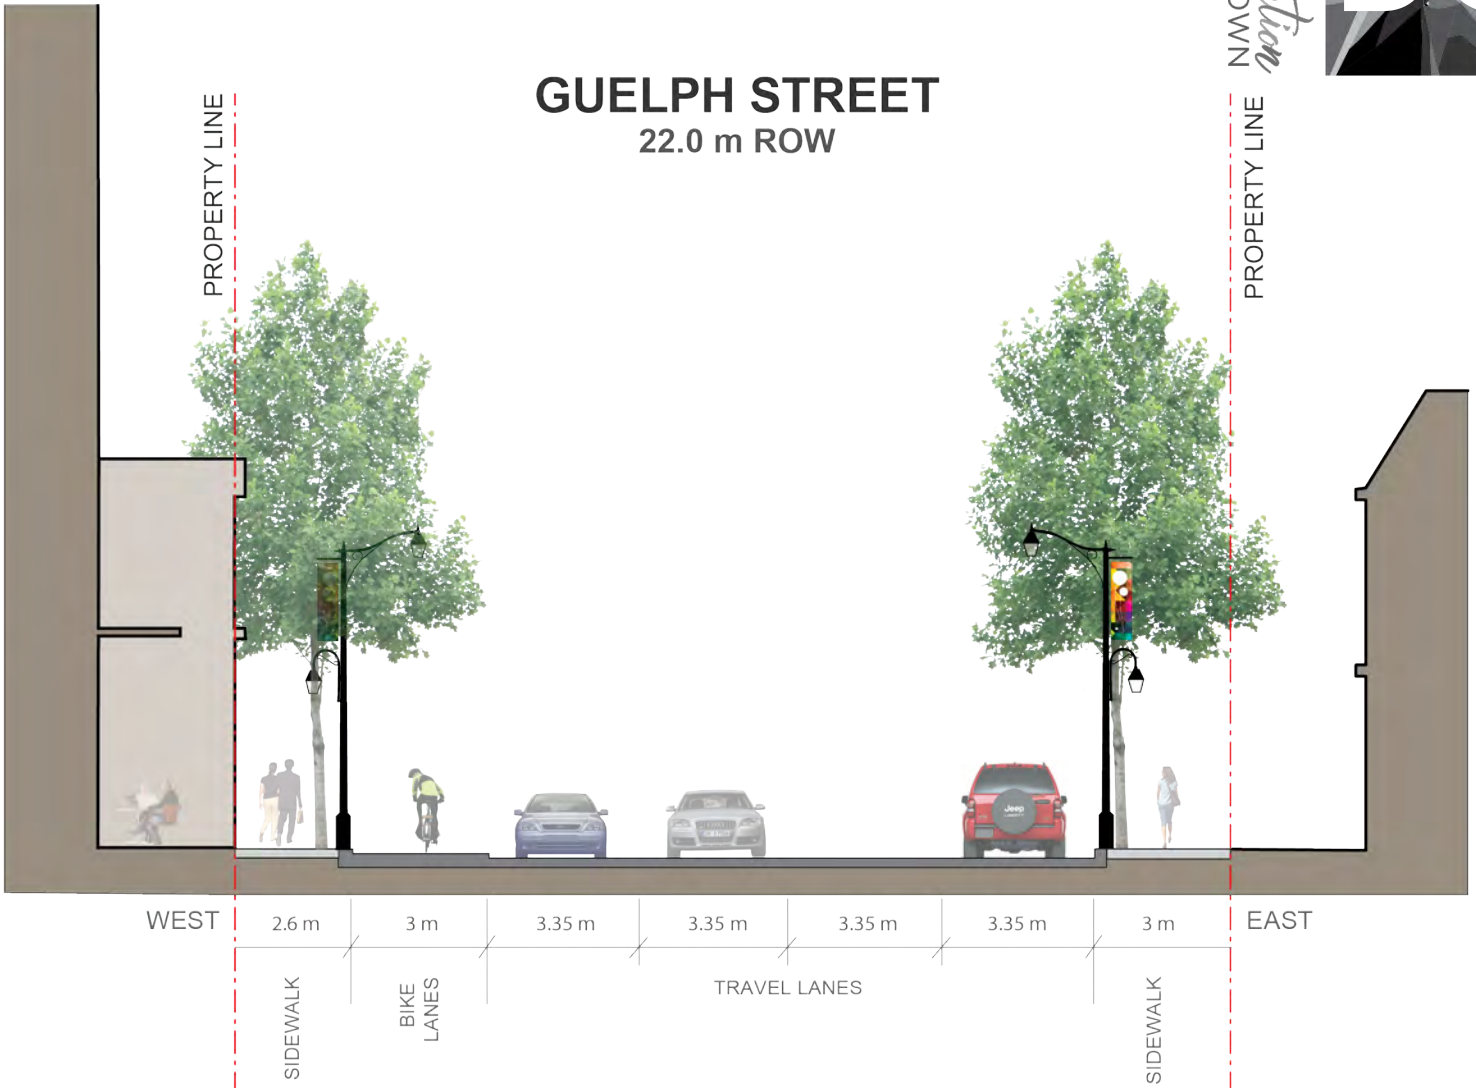 GUELPH STREET
22.0 m ROW
PROPERTY LINE
PROPERTY LINE
WEST
2.6 m
3 m
3.35 m
3.35 m
3.35 m
3.35 m
3 m
EAST
SIDEWALK
BIKE
LANES
TRAVEL LANES
SIDEWALK
Jeep